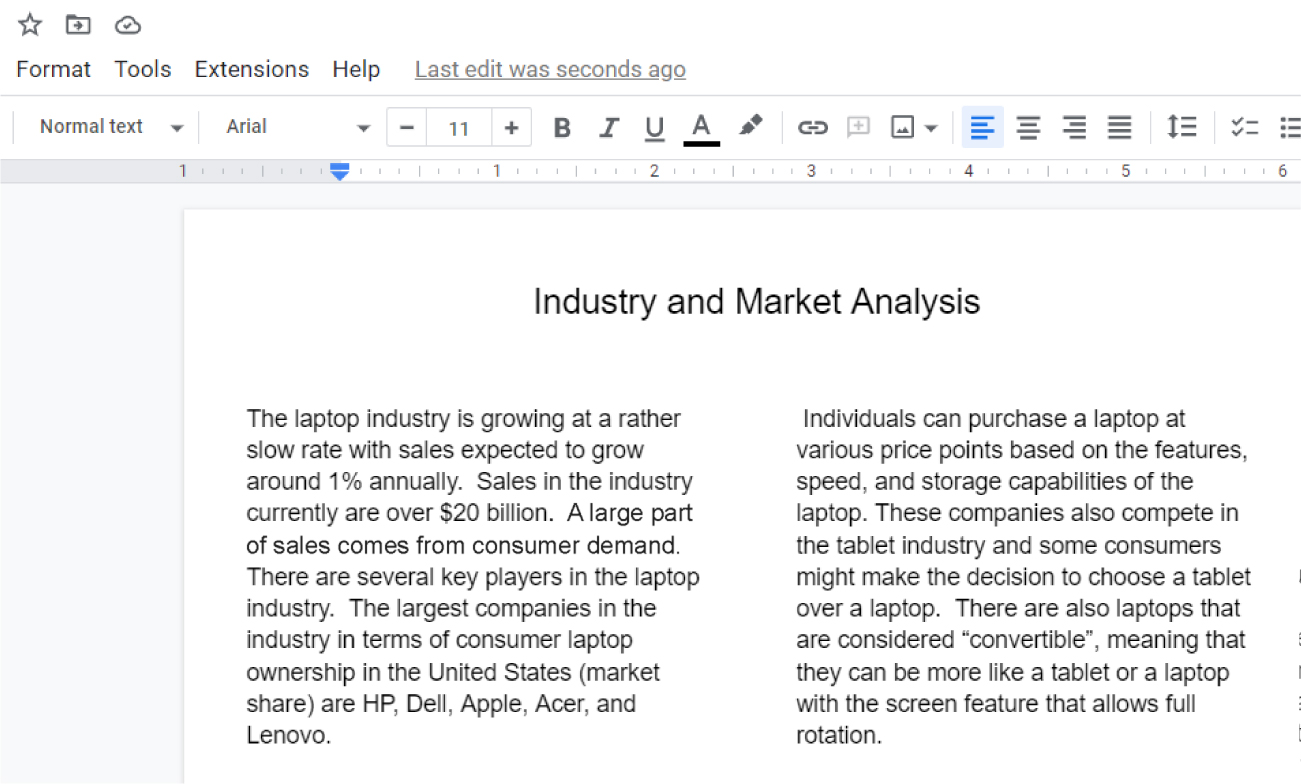 Format Tools Extensions Help Last edit was seconds ago
Normal text Arial 11 B I U A
1 1 2 3 4 5 6
Industry and Market Analysis
The laptop industry is growing at a rather
slow rate with sales expected to grow
around 1% annually.  Sales in the industry
currently are over $20 billion.  A large part
of sales comes from consumer demand.
There are several key players in the laptop
industry.  The largest companies in the
industry in terms of consumer laptop
ownership in the United States (market
share) are HP, Dell, Apple, Acer, and
Lenovo.
Individuals can purchase a laptop at
various price points based on the features,
speed, and storage capabilities of the
laptop. These companies also compete in
the tablet industry and some consumers
might make the decision to choose a tablet
over a laptop.  There are also laptops that
are considered “convertible”, meaning that
they can be more like a tablet or a laptop
with the screen feature that allows full
rotation.